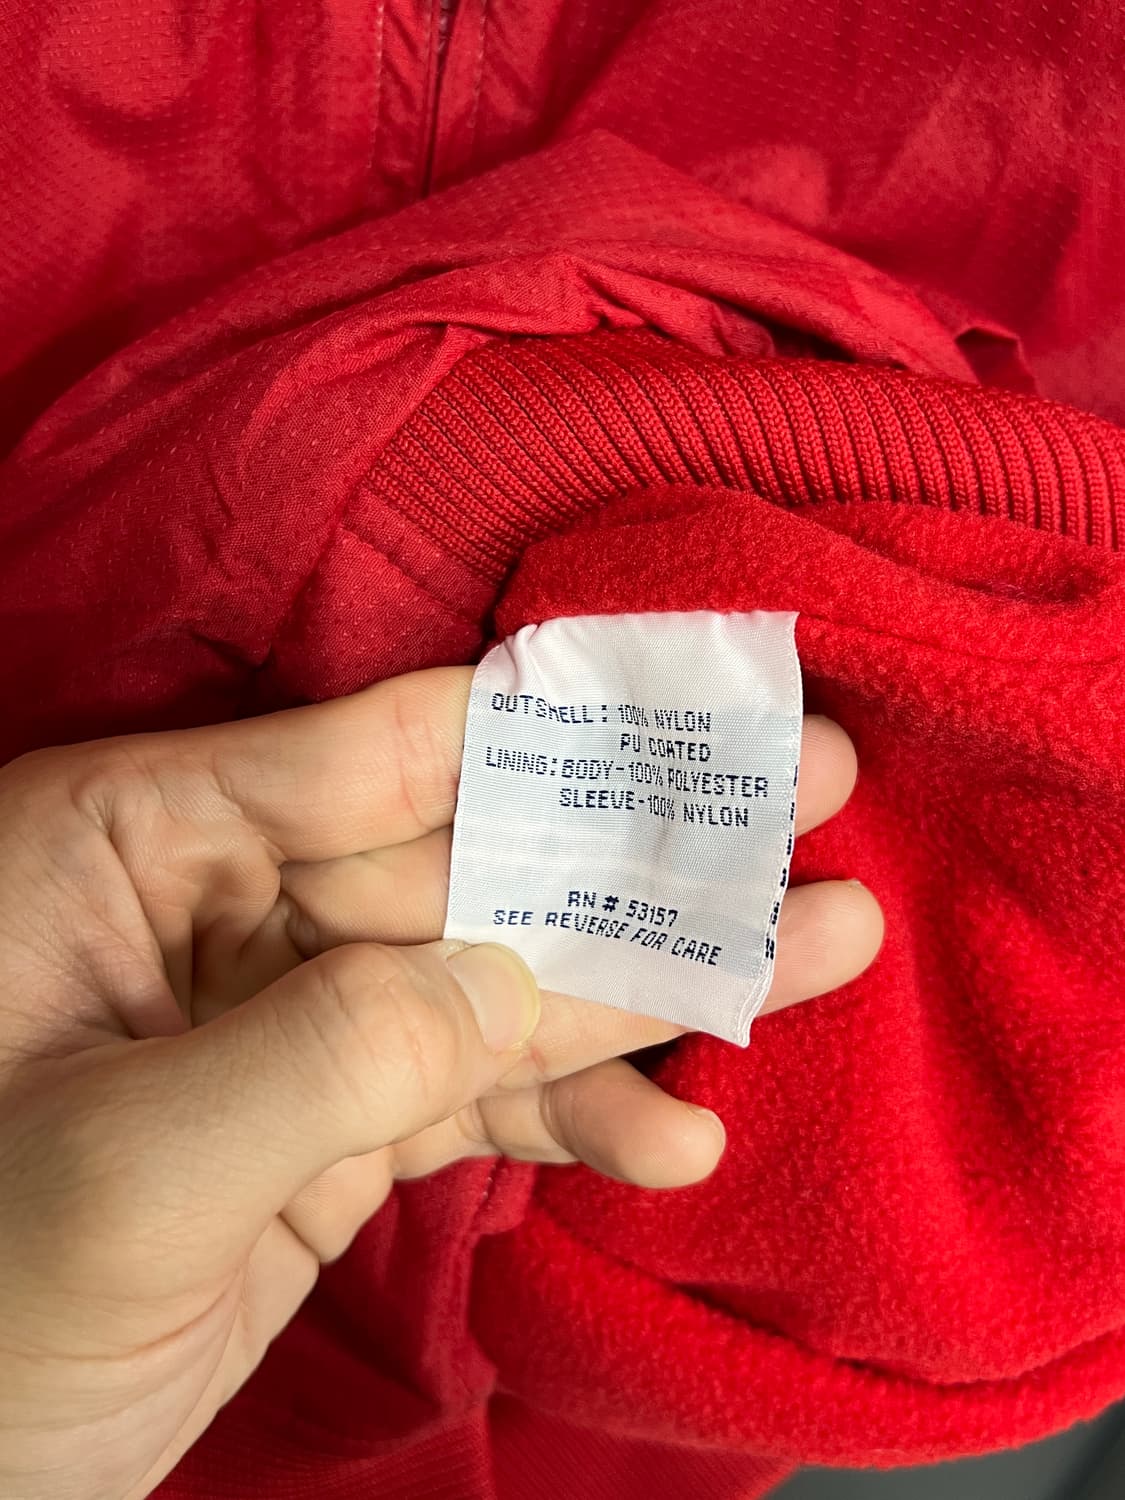 OUTSHELL: 100% NYLON
PU COATED
LINING: BODY-100% POLYESTER
SLEEVE-100% NYLON
RN # 53157
SEE REVERSE FOR CARE